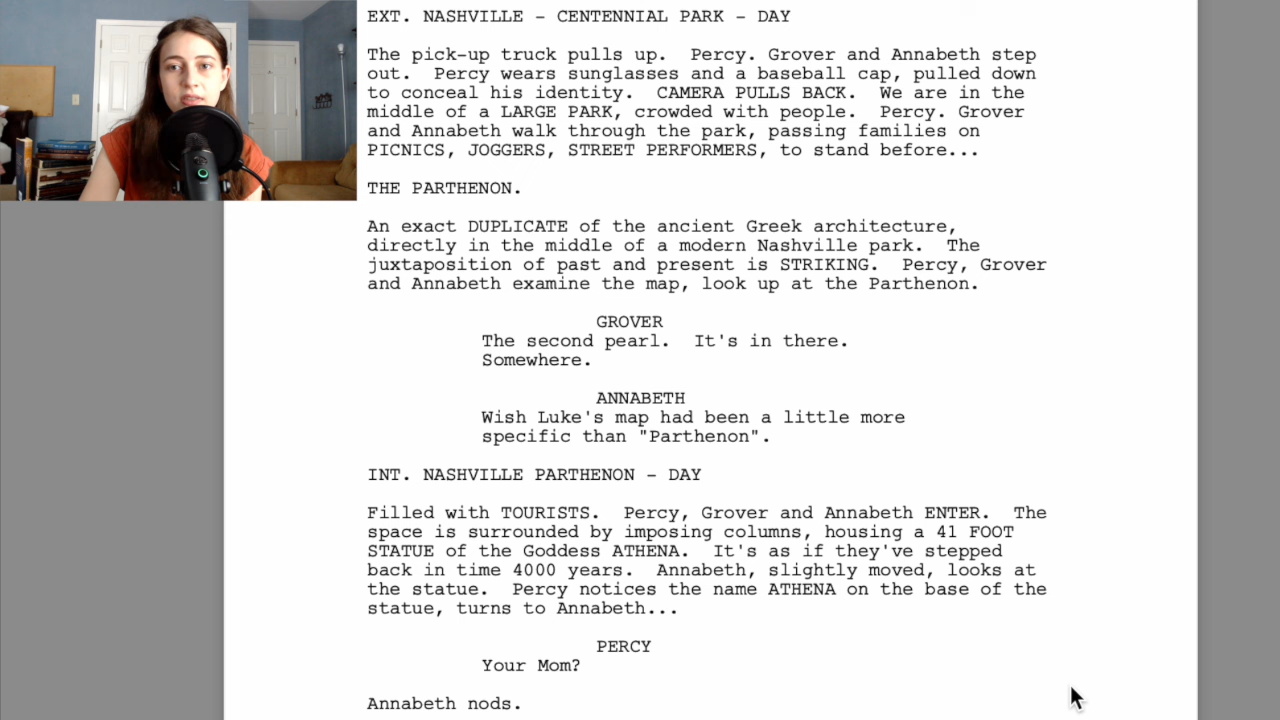 EXT. NASHVILLE - CENTENNIAL PARK - DAY
The pick-up truck pulls up. Percy. Grover and Annabeth step
out. Percy wears sunglasses and a baseball cap, pulled down
to conceal his identity. CAMERA PULLS BACK. We are in the
middle of a LARGE PARK, crowded with people. Percy. Grover
and Annabeth walk through the park, passing families on
PICNICS, JOGGERS, STREET PERFORMERS, to stand before...
THE PARTHENON.
An exact DUPLICATE of the ancient Greek architecture,
directly in the middle of a modern Nashville park. The
juxtaposition of past and present is STRIKING. Percy, Grover
and Annabeth examine the map, look up at the Parthenon.
GROVER
The second pearl. It's in there.
Somewhere.
ANNABETH
Wish Luke's map had been a little more
specific than "Parthenon".
INT. NASHVILLE PARTHENON - DAY
Filled with TOURISTS. Percy, Grover and Annabeth ENTER. The
space is surrounded by imposing columns, housing a 41 FOOT
STATUE of the Goddess ATHENA. It's as if they've stepped
back in time 4000 years. Annabeth, slightly moved, looks at
the statue. Percy notices the name ATHENA on the base of the
statue, turns to Annabeth...
PERCY
Your Mom?
Annabeth nods.